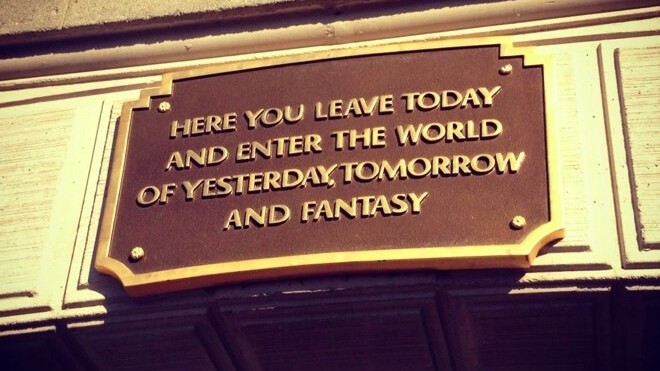 HERE YOU LEAVE TODAY
AND ENTER THE WORLD
OF YESTERDAY, TOMORROW
AND FANTASY